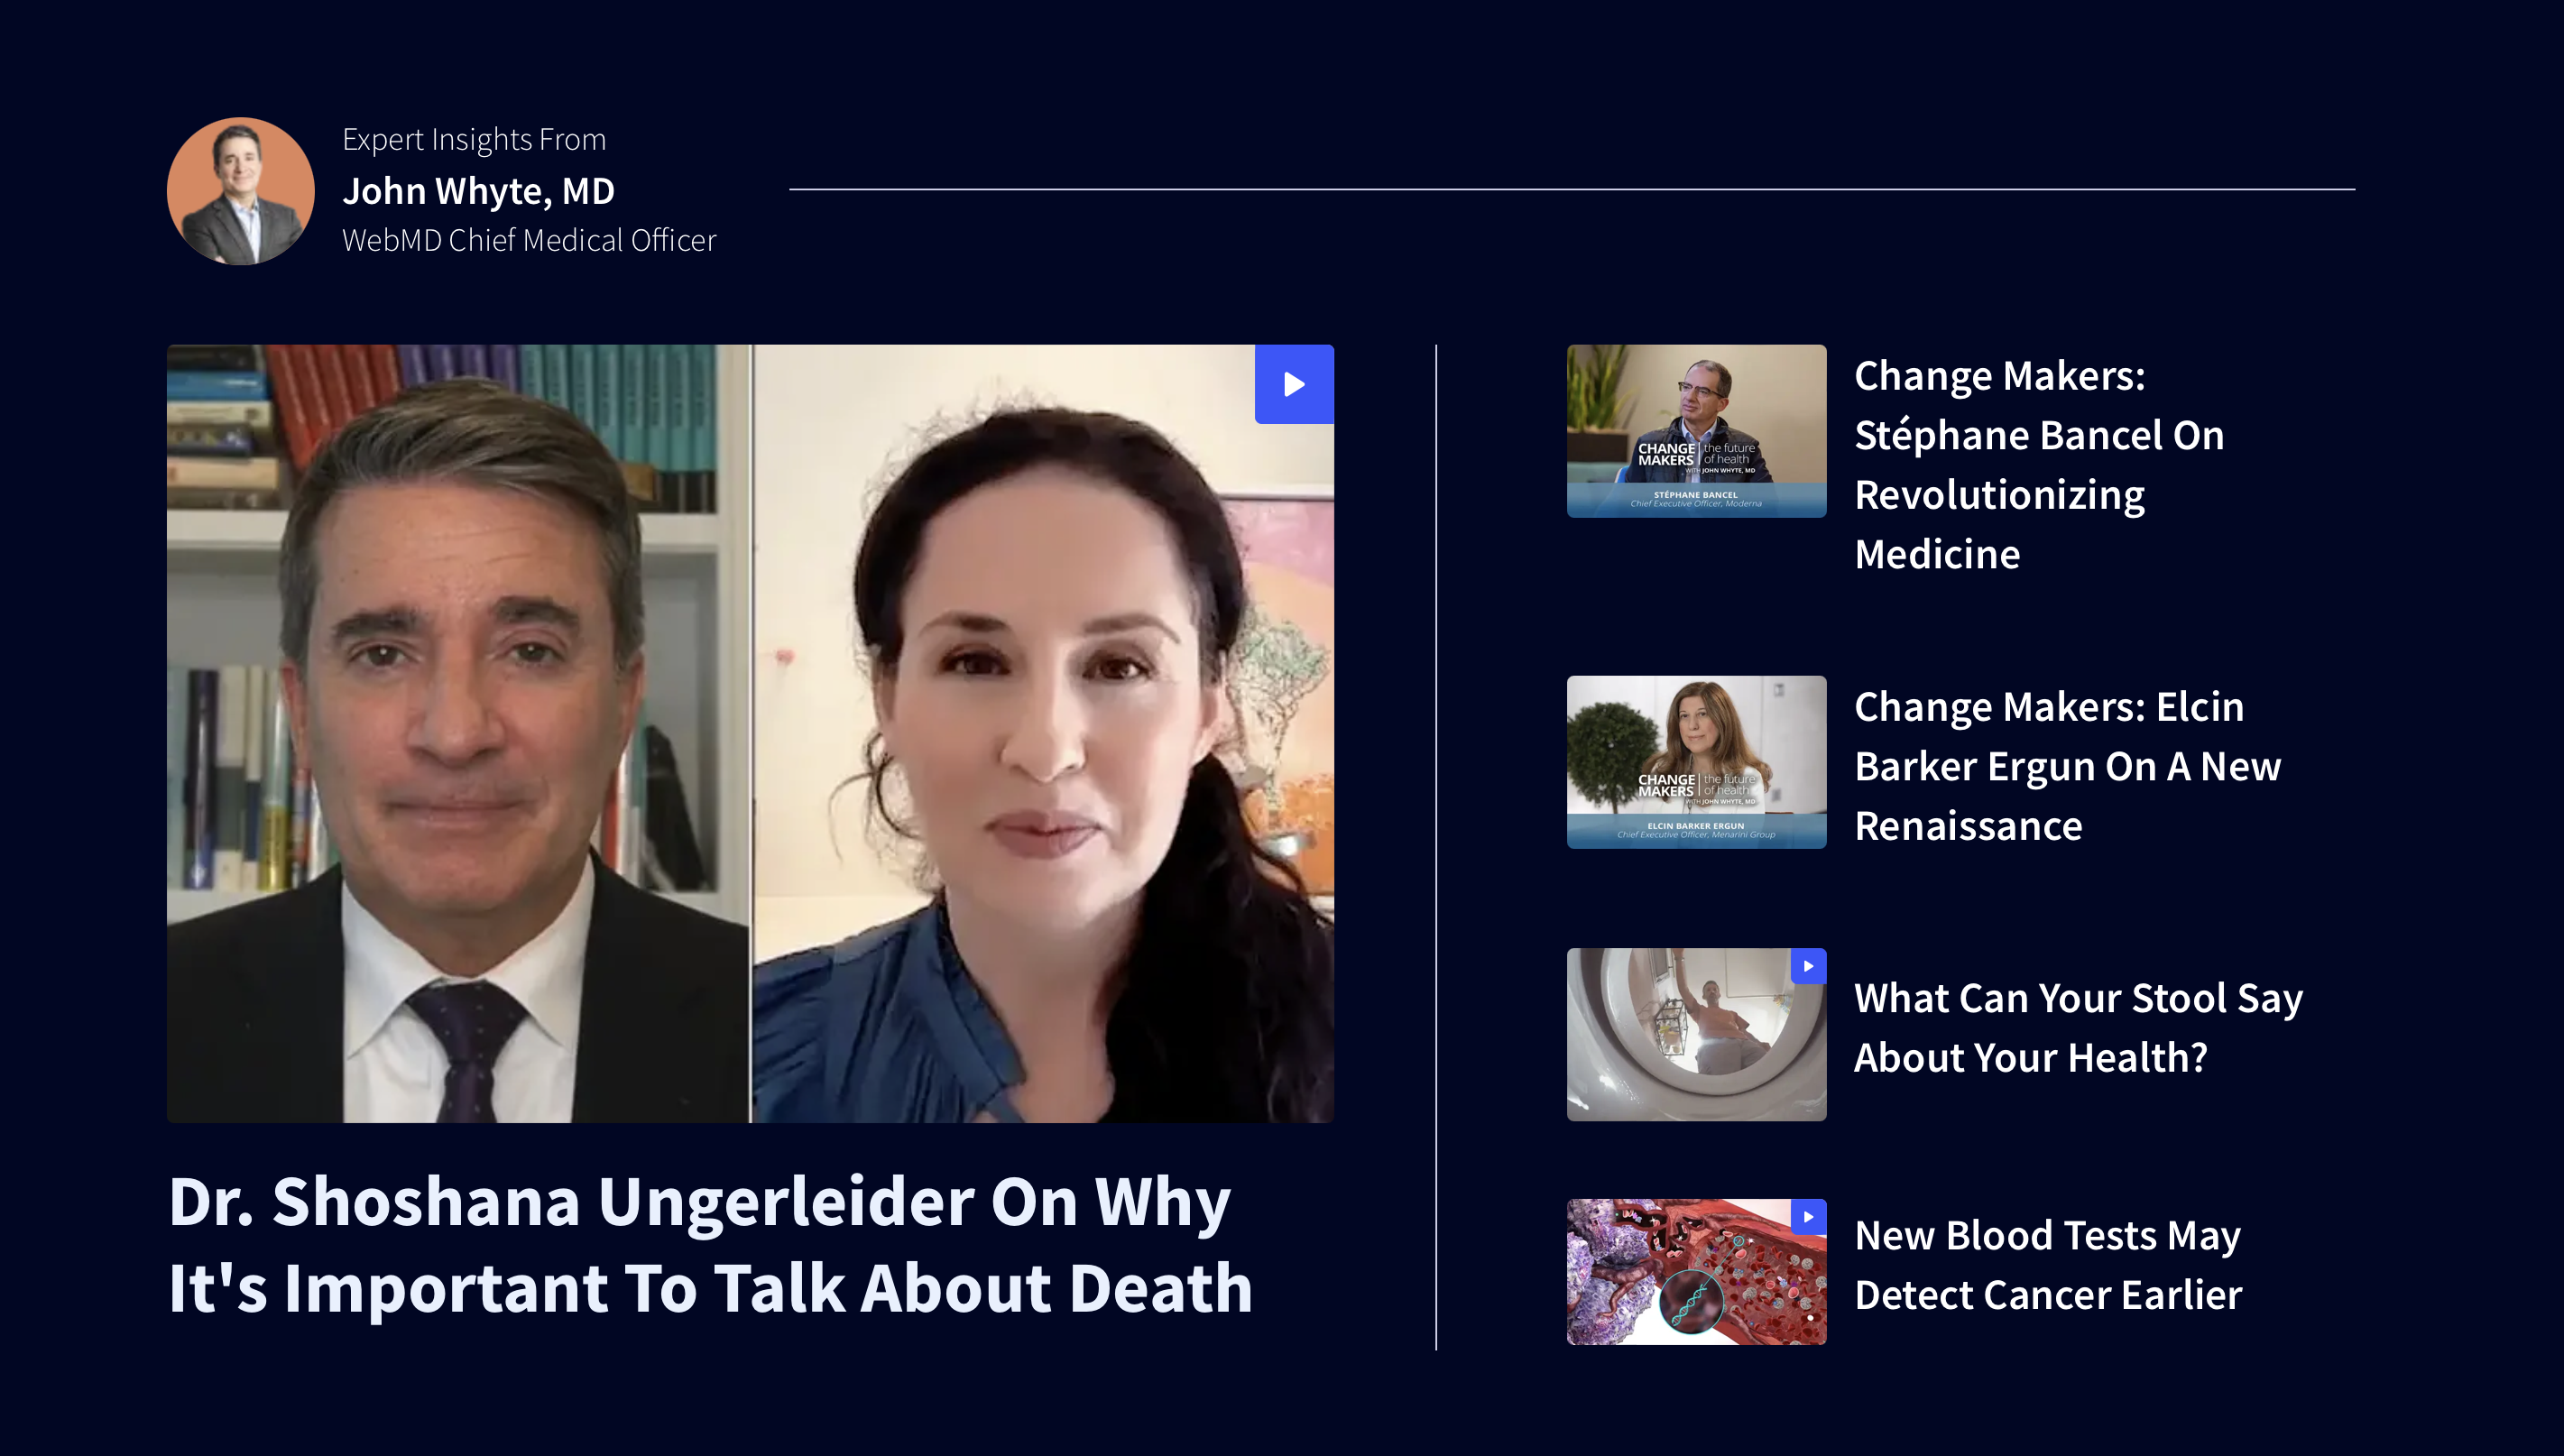 Expert Insights From
John Whyte, MD
WebMD Chief Medical Officer
Dr. Shoshana Ungerleider On Why
It's Important To Talk About Death
CHANGE MAKERS | the future of health
WITH JOHN WHYTE, MD
STÉPHANE BANCEL
Chief Executive Officer, Moderna
Change Makers:
Stéphane Bancel On
Revolutionizing
Medicine
CHANGE MAKERS | the future of health
WITH JOHN WHYTE, MD
ELCIN BARKER ERGUN
Chief Executive Officer, Menarini Group
Change Makers: Elcin
Barker Ergun On A New
Renaissance
What Can Your Stool Say
About Your Health?
New Blood Tests May
Detect Cancer Earlier